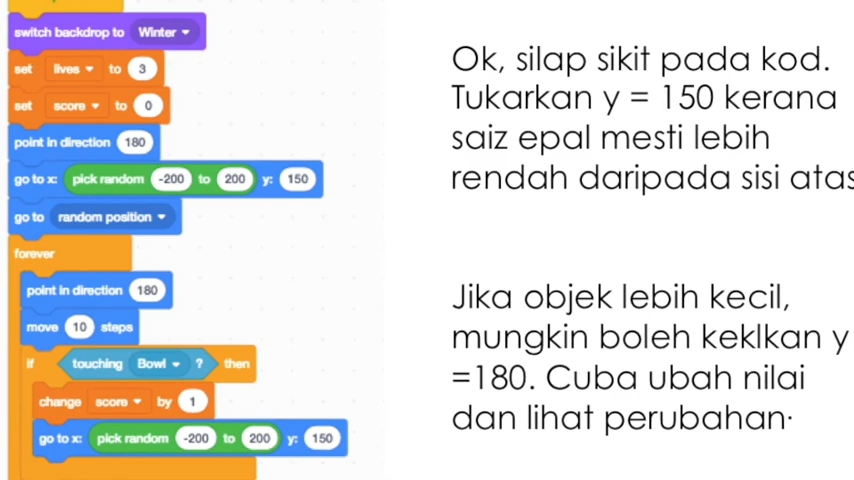 switch backdrop to Winter
set lives to 3
set score to 0
point in direction 180
go to x: pick random -200 to 200 y: 150
go to random position
forever
point in direction 180
move 10 steps
if touching Bowl ? then
change score by 1
go to x: pick random -200 to 200 y: 150
Ok, silap sikit pada kod.
Tukarkan y = 150 kerana
saiz epal mesti lebih
rendah daripada sisi atas
Jika objek lebih kecil,
mungkin boleh keklkan y
=180. Cuba ubah nilai
dan lihat perubahan.